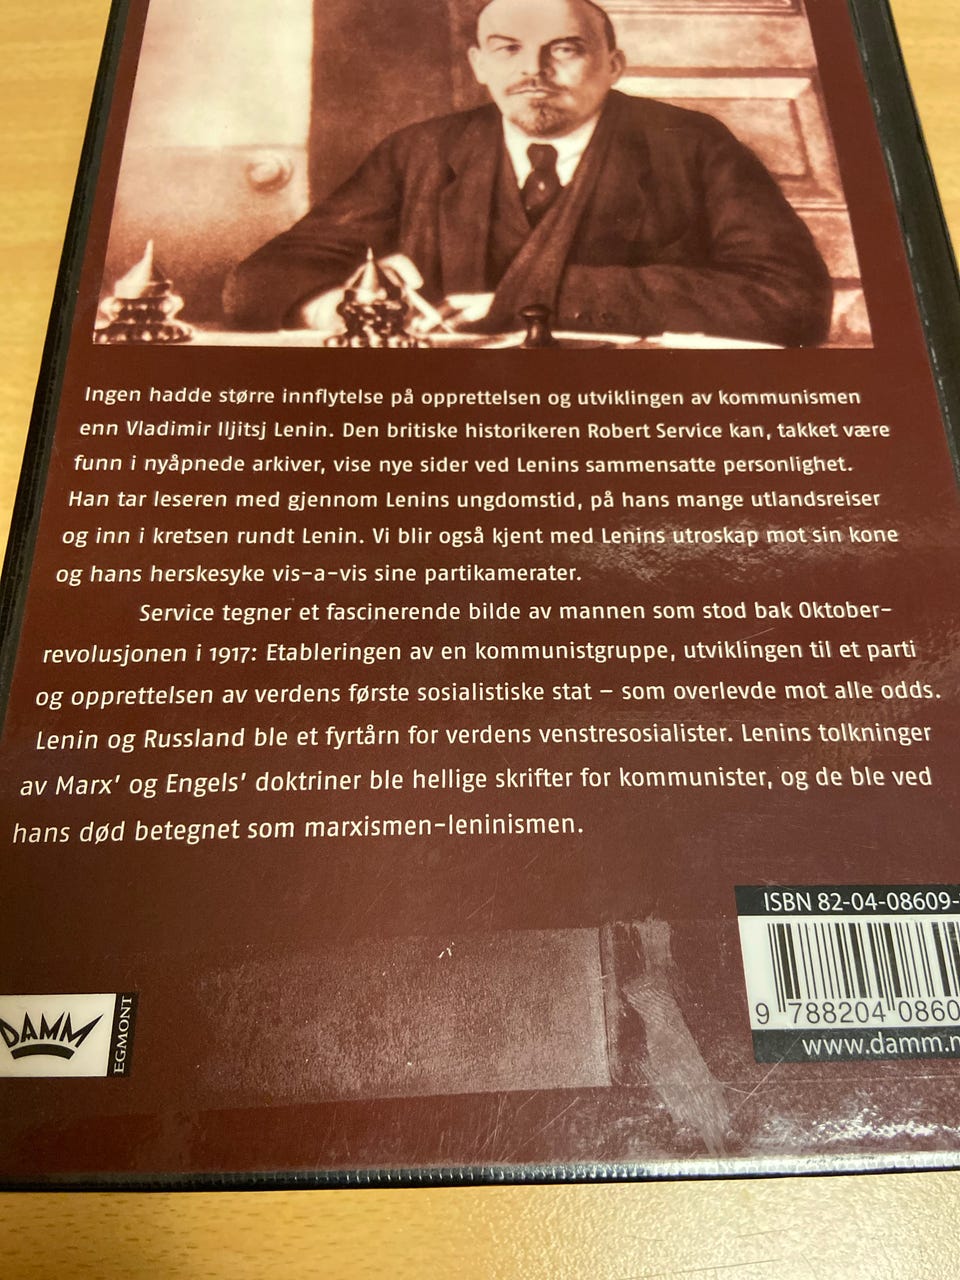 Ingen hadde større innflytelse på opprettelsen og utviklingen av kommunismen
enn Vladimir Iljitsj Lenin. Den britiske historikeren Robert Service kan, takket være
funn i nyåpnede arkiver, vise nye sider ved Lenins sammensatte personlighet.
Han tar leseren med gjennom Lenins ungdomstid, på hans mange utlandsreiser
og inn i kretsen rundt Lenin. Vi blir også kjent med Lenins utroskap mot sin kone
og hans herskesyke vis-a-vis sine partikamerater.
Service tegner et fascinerende bilde av mannen som stod bak Oktober-
revolusjonen i 1917: Etableringen av en kommunistgruppe, utviklingen til et parti
og opprettelsen av verdens første sosialistiske stat – som overlevde mot alle odds.
Lenin og Russland ble et fyrtårn for verdens venstresosialister. Lenins tolkninger
av Marx’ og Engels’ doktriner ble hellige skrifter for kommunister, og de ble ved
hans død betegnet som marxismen-leninismen.
ISBN 82-04-08609-
9 788204 0860
www.damm.n
DAMM
EGMONT